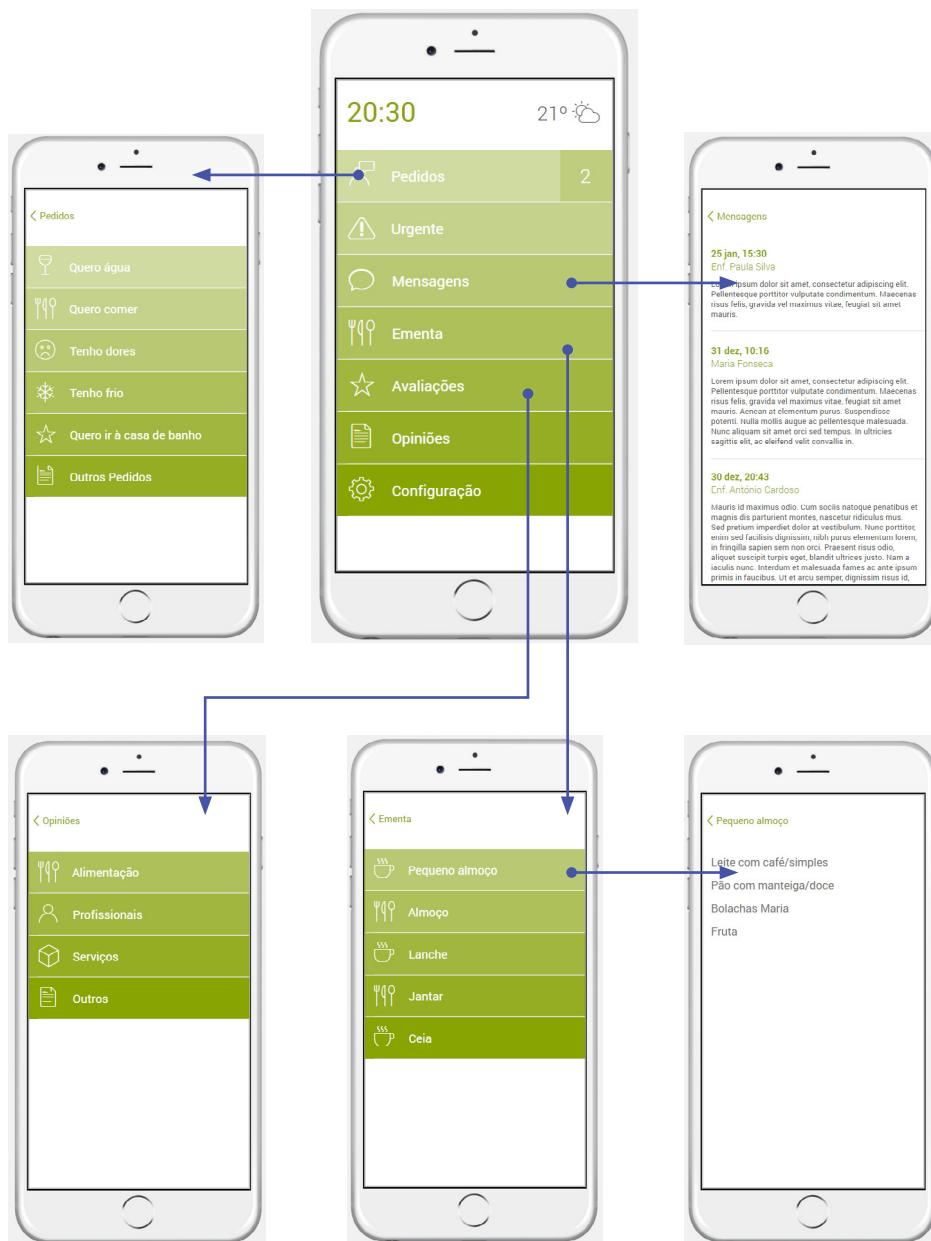 20:30
21º
Pedidos
2
Urgente
Mensagens
Ementa
Avaliações
Opiniões
Configuração
Pedidos
Quero água
Quero comer
Tenho dores
Tenho frio
Quero ir à casa de banho
Outros Pedidos
Mensagens
25 jan, 15:30
Enf. Paula Silva
Lorem ipsum dolor sit amet, consectetur adipiscing elit.
Pellentesque porttitor vulputate condimentum. Maecenas
risus felis, gravida vel maximus vitae, feugiat sit amet
mauris.
31 dez, 10:16
Maria Fonseca
Lorem ipsum dolor sit amet, consectetur adipiscing elit.
Pellentesque porttitor vulputate condimentum. Maecenas
risus felis, gravida vel maximus vitae, feugiat sit amet
mauris. Aenean at elementum purus. Suspendisse
potenti. Nulla mollis augue ac pellentesque malesuada.
Nunc aliquam sit amet orci sed tempus. In ultricies
sagittis elit, ac eleifend velit convallis in.
30 dez, 20:43
Enf. António Cardoso
Mauris id maximus odio. Cum sociis natoque penatibus et
magnis dis parturient montes, nascetur ridiculus mus.
Sed pretium imperdiet dolor at vestibulum. Nunc porttitor,
enim sed facilisis dignissim, nibh purus elementum lorem,
in fringilla sapien sem non orci. Praesent risus odio,
aliquet suscipit turpis eget, blandit ultrices justo. Nam a
iaculis nunc. Interdum et malesuada fames ac ante ipsum
primis in faucibus. Ut et arcu semper, dignissim risus id,
Opiniões
Alimentação
Profissionais
Serviços
Outros
Ementa
Pequeno almoço
Almoço
Lanche
Jantar
Ceia
Pequeno almoço
Leite com café/simples
Pão com manteiga/doce
Bolachas Maria
Fruta